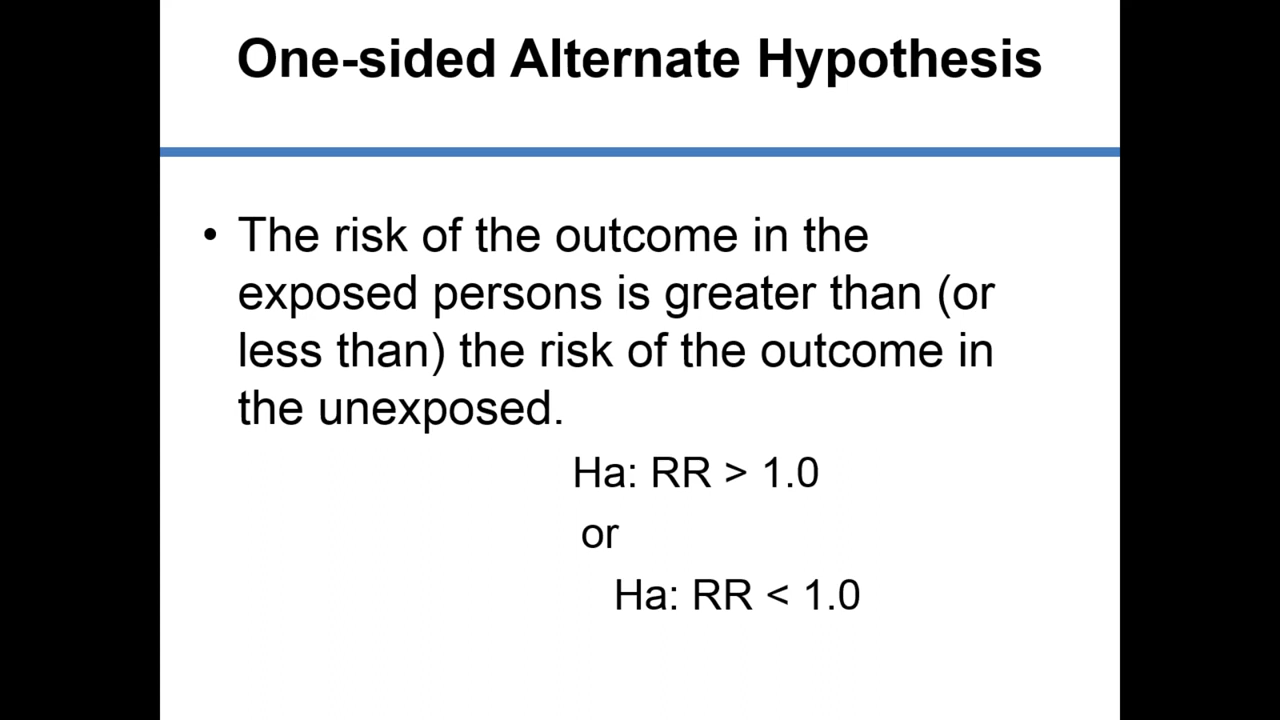 One-sided Alternate Hypothesis
• The risk of the outcome in the
exposed persons is greater than (or
less than) the risk of the outcome in
the unexposed.
Ha: RR > 1.0
or
Ha: RR < 1.0